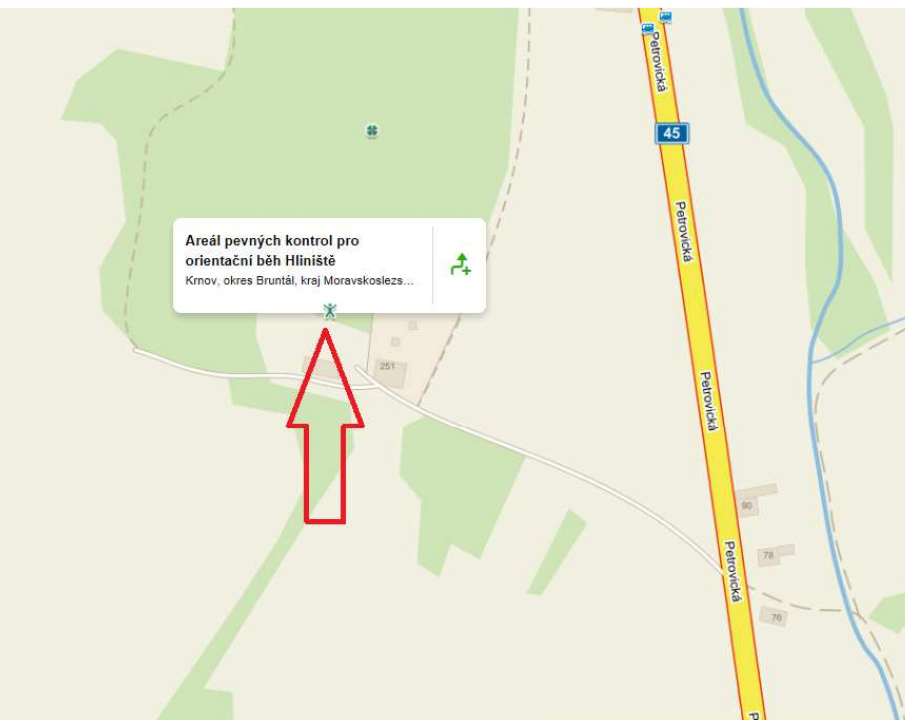 Petrovická
45
Petrovická
Areál pevných kontrol pro
orientační běh Hliniště
Krnov, okres Bruntál, kraj Moravskoslezs...
251
Petrovická
90
78
Petrovická
76